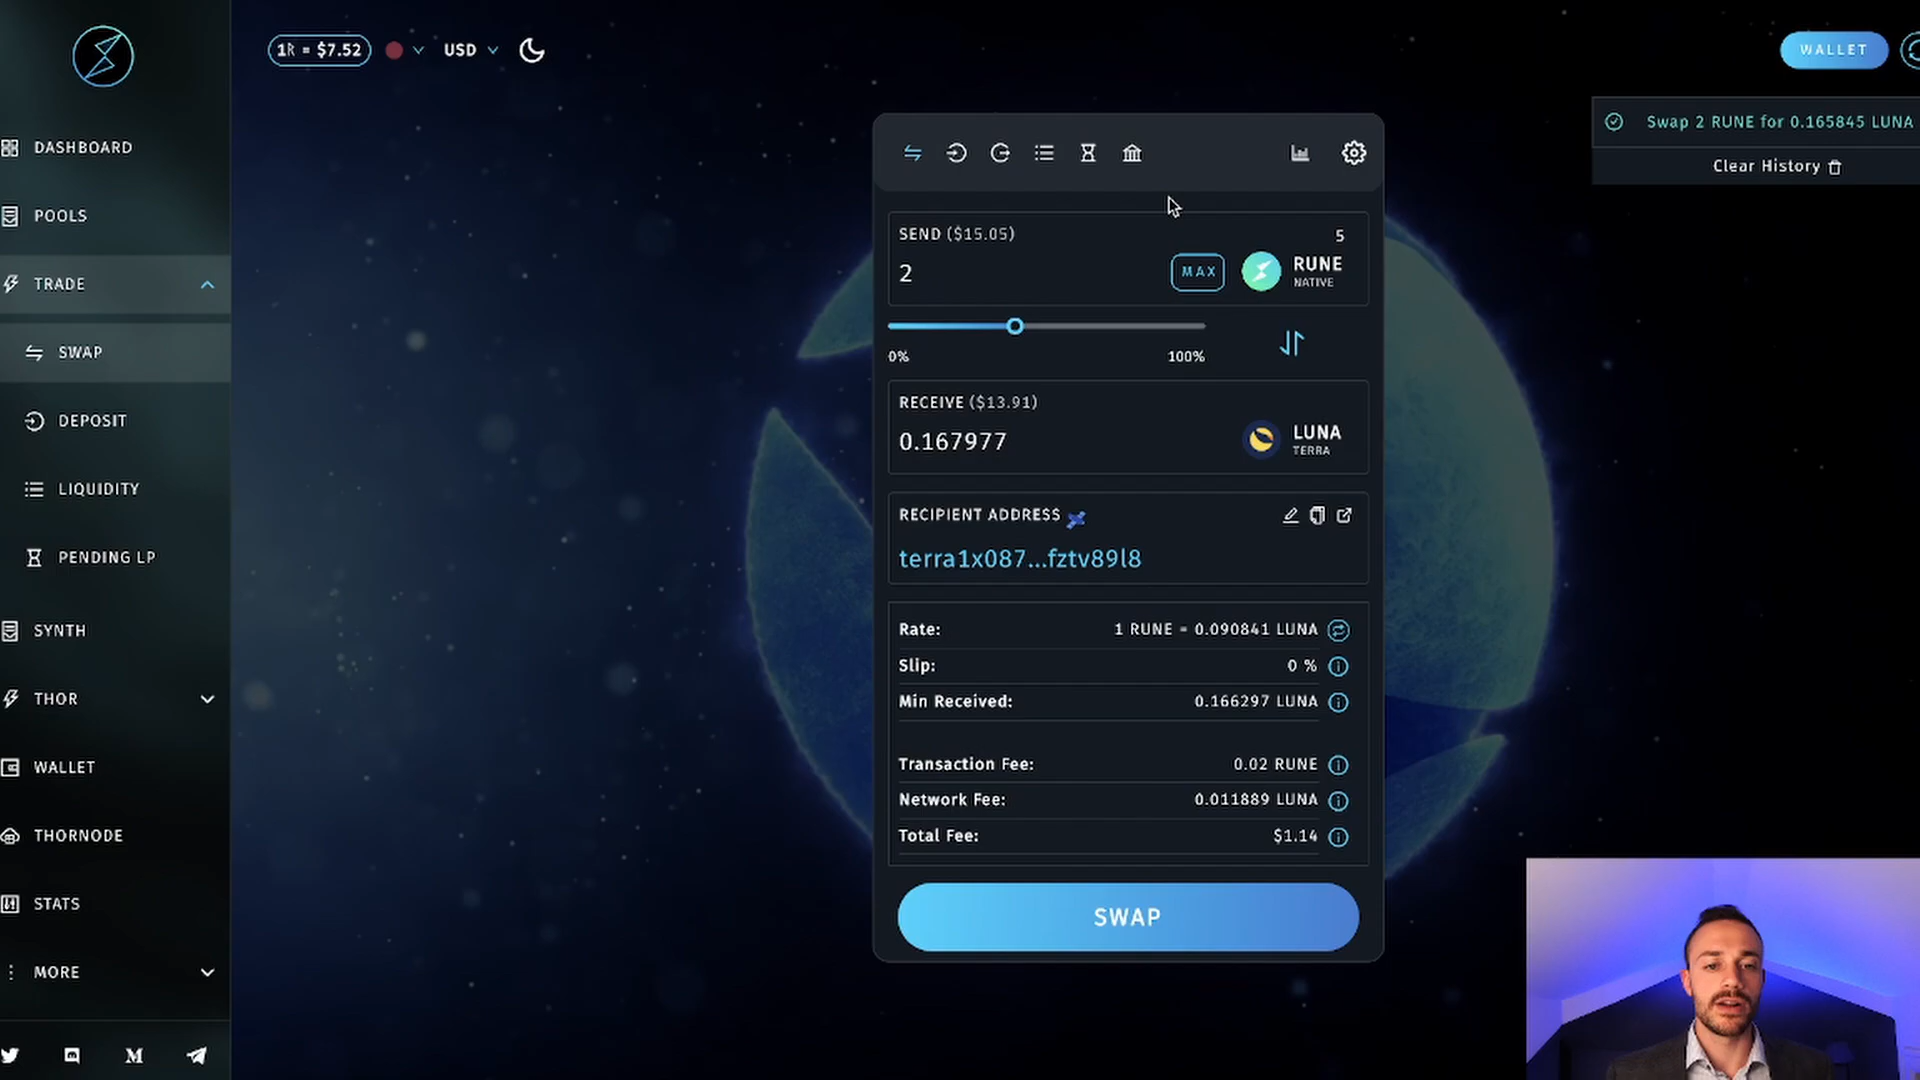 1R = $7.52
USD
WALLET
DASHBOARD
POOLS
TRADE
SWAP
DEPOSIT
LIQUIDITY
PENDING LP
SYNTH
THOR
WALLET
THORNODE
STATS
MORE
Swap 2 RUNE for 0.165845 LUNA
Clear History
SEND ($15.05)
5
2
MAX
RUNE
NATIVE
0%
100%
RECEIVE ($13.91)
0.167977
LUNA
TERRA
RECIPIENT ADDRESS
terra1x087...fztv89l8
Rate: 1 RUNE = 0.090841 LUNA
Slip: 0 %
Min Received: 0.166297 LUNA
Transaction Fee: 0.02 RUNE
Network Fee: 0.011889 LUNA
Total Fee: $1.14
SWAP